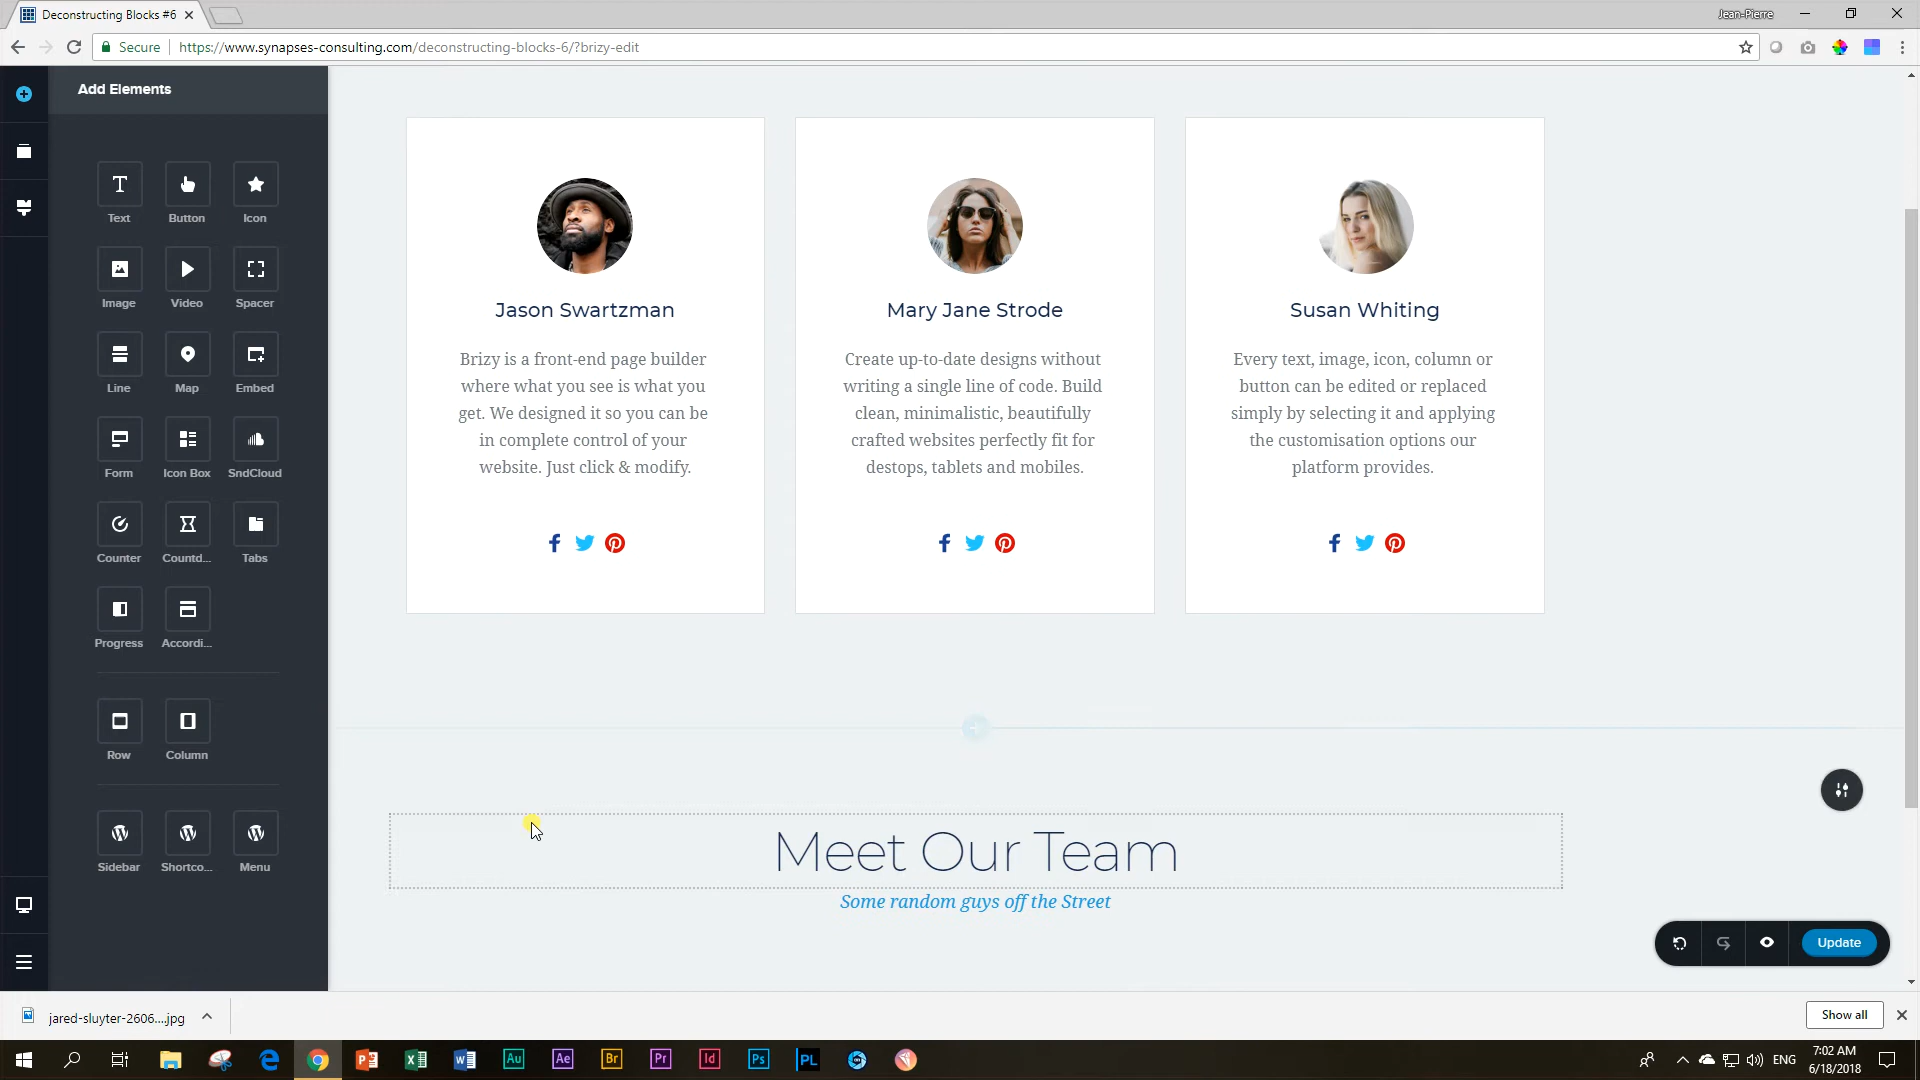 Deconstructing Blocks #6
Jean-Pierre
Secure
https://www.synapses-consulting.com/deconstructing-blocks-6/?brizy-edit
Add Elements
Text
Button
Icon
Image
Video
Spacer
Line
Map
Embed
Form
Icon Box
SndCloud
Counter
Countd...
Tabs
Progress
Accordi...
Row
Column
Sidebar
Shortco...
Menu
Jason Swartzman
Brizy is a front-end page builder
where what you see is what you
get. We designed it so you can be
in complete control of your
website. Just click & modify.
Mary Jane Strode
Create up-to-date designs without
writing a single line of code. Build
clean, minimalistic, beautifully
crafted websites perfectly fit for
destops, tablets and mobiles.
Susan Whiting
Every text, image, icon, column or
button can be edited or replaced
simply by selecting it and applying
the customisation options our
platform provides.
Meet Our Team
Some random guys off the Street
Update
jared-sluyter-2606....jpg
Show all
Au
Ae
Br
Pr
Id
Ps
PL
ENG
7:02 AM
6/18/2018